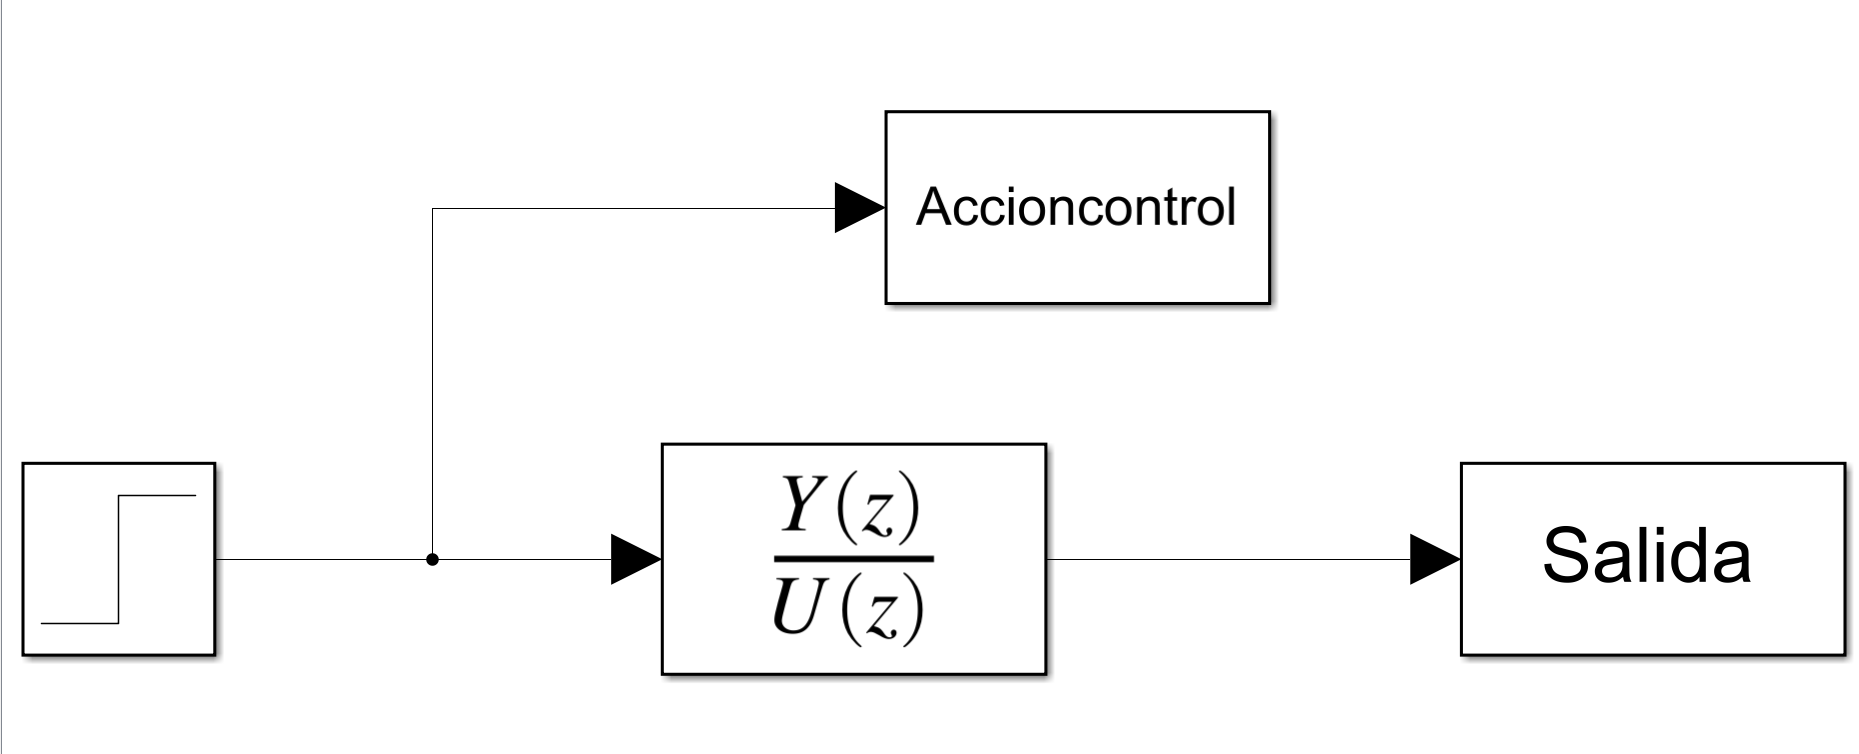 Accioncontrol
Y(z)
U(z)
Salida